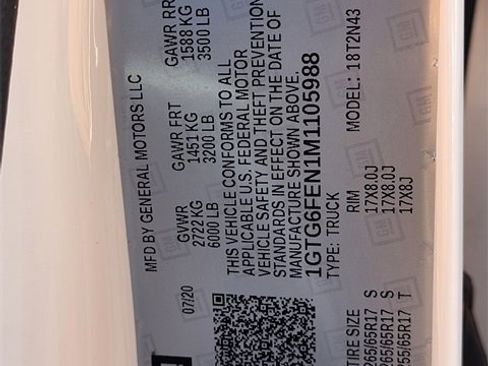 MFD BY GENERAL MOTORS LLC
07/20
GVWR GAWR FRT GAWR RR
2722 KG 1451 KG 1588 KG
6000 LB 3200 LB 3500 LB
THIS VEHICLE CONFORMS TO ALL
APPLICABLE U.S. FEDERAL MOTOR
VEHICLE SAFETY AND THEFT PREVENTION
STANDARDS IN EFFECT ON THE DATE OF
MANUFACTURE SHOWN ABOVE.
1GTG6FEN1M1105988
TYPE: TRUCK MODEL: 18T2N43
TIRE SIZE RIM
265/65R17 S 17X8.0J
265/65R17 S 17X8.0J
255/65R17 T 17X8J